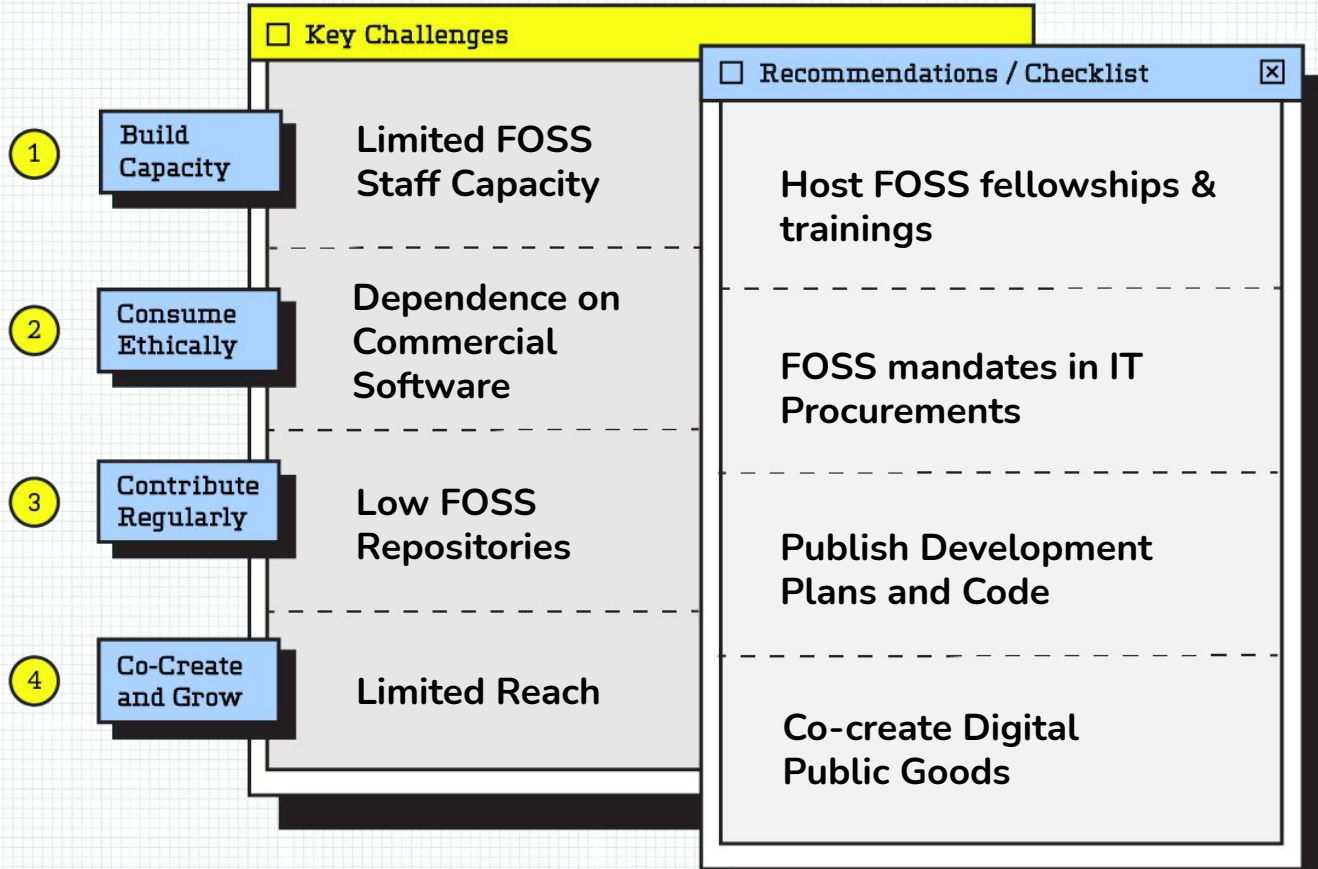 Key Challenges
Recommendations / Checklist
1
Build
Capacity
Limited FOSS
Staff Capacity
Host FOSS fellowships &
trainings
2
Consume
Ethically
Dependence on
Commercial
Software
FOSS mandates in IT
Procurements
3
Contribute
Regularly
Low FOSS
Repositories
Publish Development
Plans and Code
4
Co-Create
and Grow
Limited Reach
Co-create Digital
Public Goods